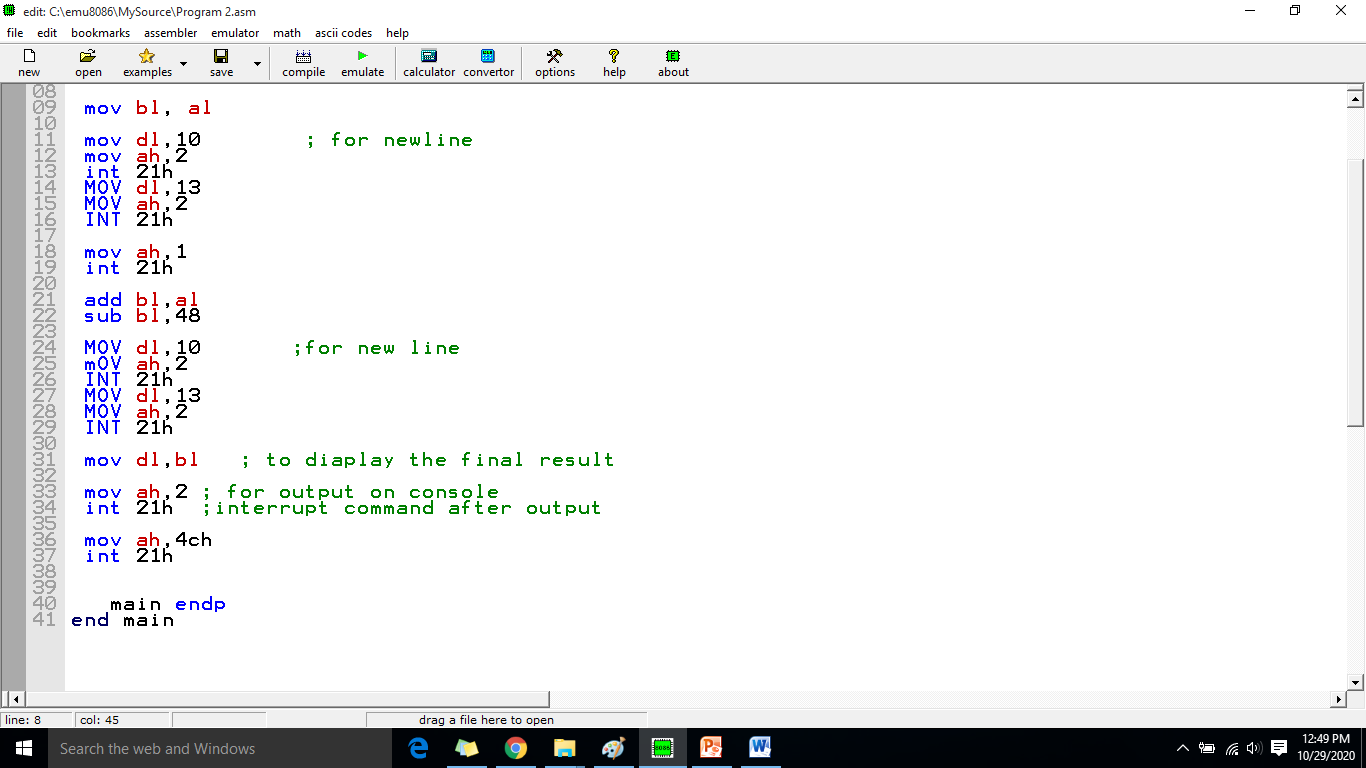 edit: C:\emu8086\MySource\Program 2.asm
file edit bookmarks assembler emulator math ascii codes help
new open examples save compile emulate calculator convertor options help about
08
09 mov bl, al
10
11 mov dl,10 ; for newline
12 mov ah,2
13 int 21h
14 MOV dl,13
15 MOV ah,2
16 INT 21h
17
18 mov ah,1
19 int 21h
20
21 add bl,al
22 sub bl,48
23
24 MOV dl,10 ;for new line
25 mOV ah,2
26 INT 21h
27 MOV dl,13
28 MOV ah,2
29 INT 21h
30
31 mov dl,bl ; to diaplay the final result
32
33 mov ah,2 ; for output on console
34 int 21h ;interrupt command after output
35
36 mov ah,4ch
37 int 21h
38
39
40 main endp
41 end main
line: 8 col: 45 drag a file here to open
Search the web and Windows
12:49 PM
10/29/2020